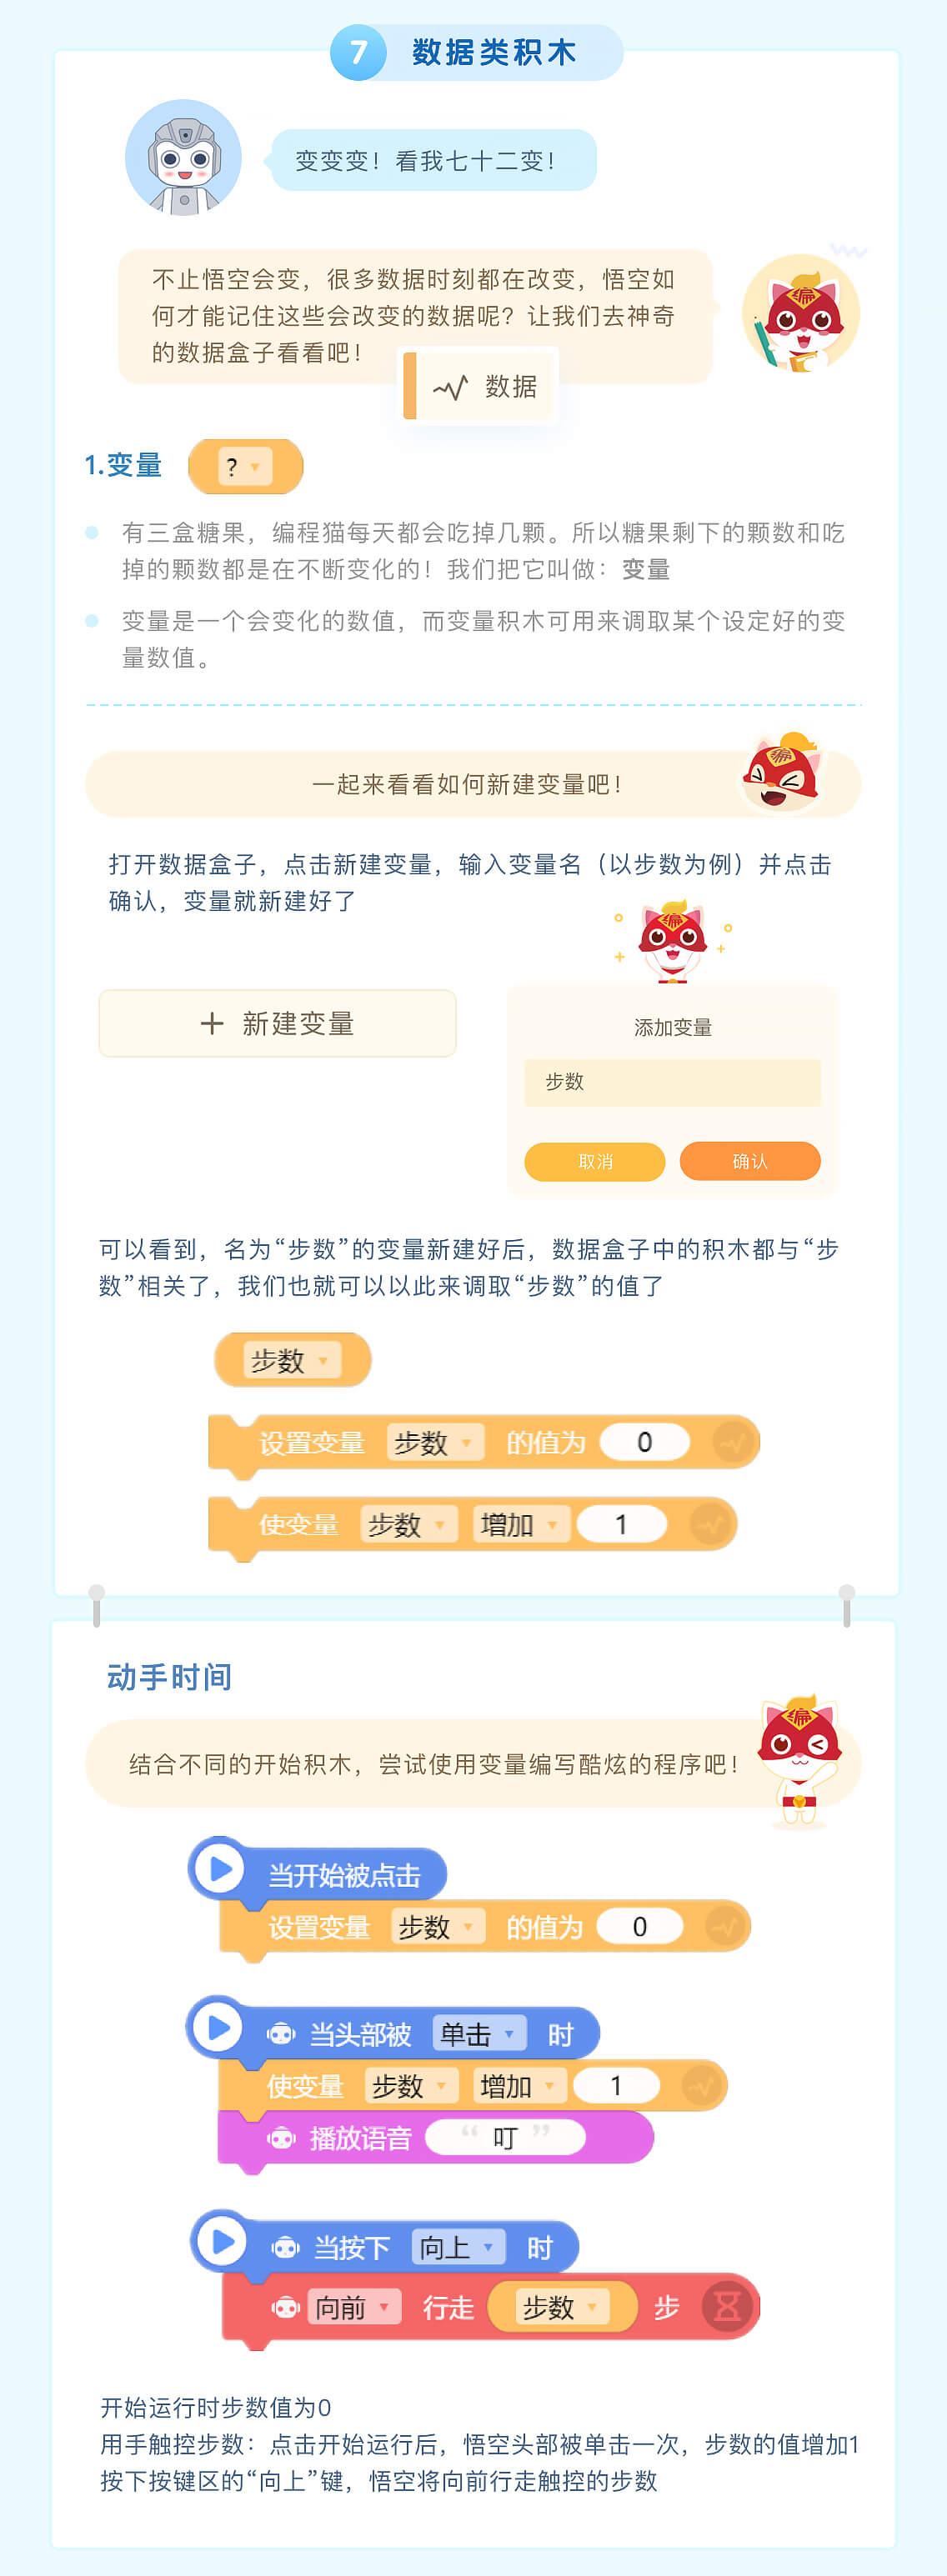 7 数据类积木
变变变！看我七十二变！
不止悟空会变，很多数据时刻都在改变，悟空如
何才能记住这些会改变的数据呢？让我们去神奇
的数据盒子看看吧！
编
数据
1.变量 ?
有三盒糖果，编程猫每天都会吃掉几颗。所以糖果剩下的颗数和吃
掉的颗数都是在不断变化的！我们把它叫做：变量
变量是一个会变化的数值，而变量积木可用来调取某个设定好的变
量数值。
编
一起来看看如何新建变量吧！
打开数据盒子，点击新建变量，输入变量名（以步数为例）并点击
确认，变量就新建好了
编
＋ 新建变量
添加变量
步数
取消 确认
可以看到，名为“步数”的变量新建好后，数据盒子中的积木都与“步
数”相关了，我们也就可以以此来调取“步数”的值了
步数
设置变量 步数 的值为 0
使变量 步数 增加 1
动手时间
编
结合不同的开始积木，尝试使用变量编写酷炫的程序吧！
当开始被点击
设置变量 步数 的值为 0
当头部被 单击 时
使变量 步数 增加 1
播放语音 “ 叮 ”
当按下 向上 时
向前 行走 步数 步
开始运行时步数值为0
用手触控步数：点击开始运行后，悟空头部被单击一次，步数的值增加1
按下按键区的“向上”键，悟空将向前行走触控的步数